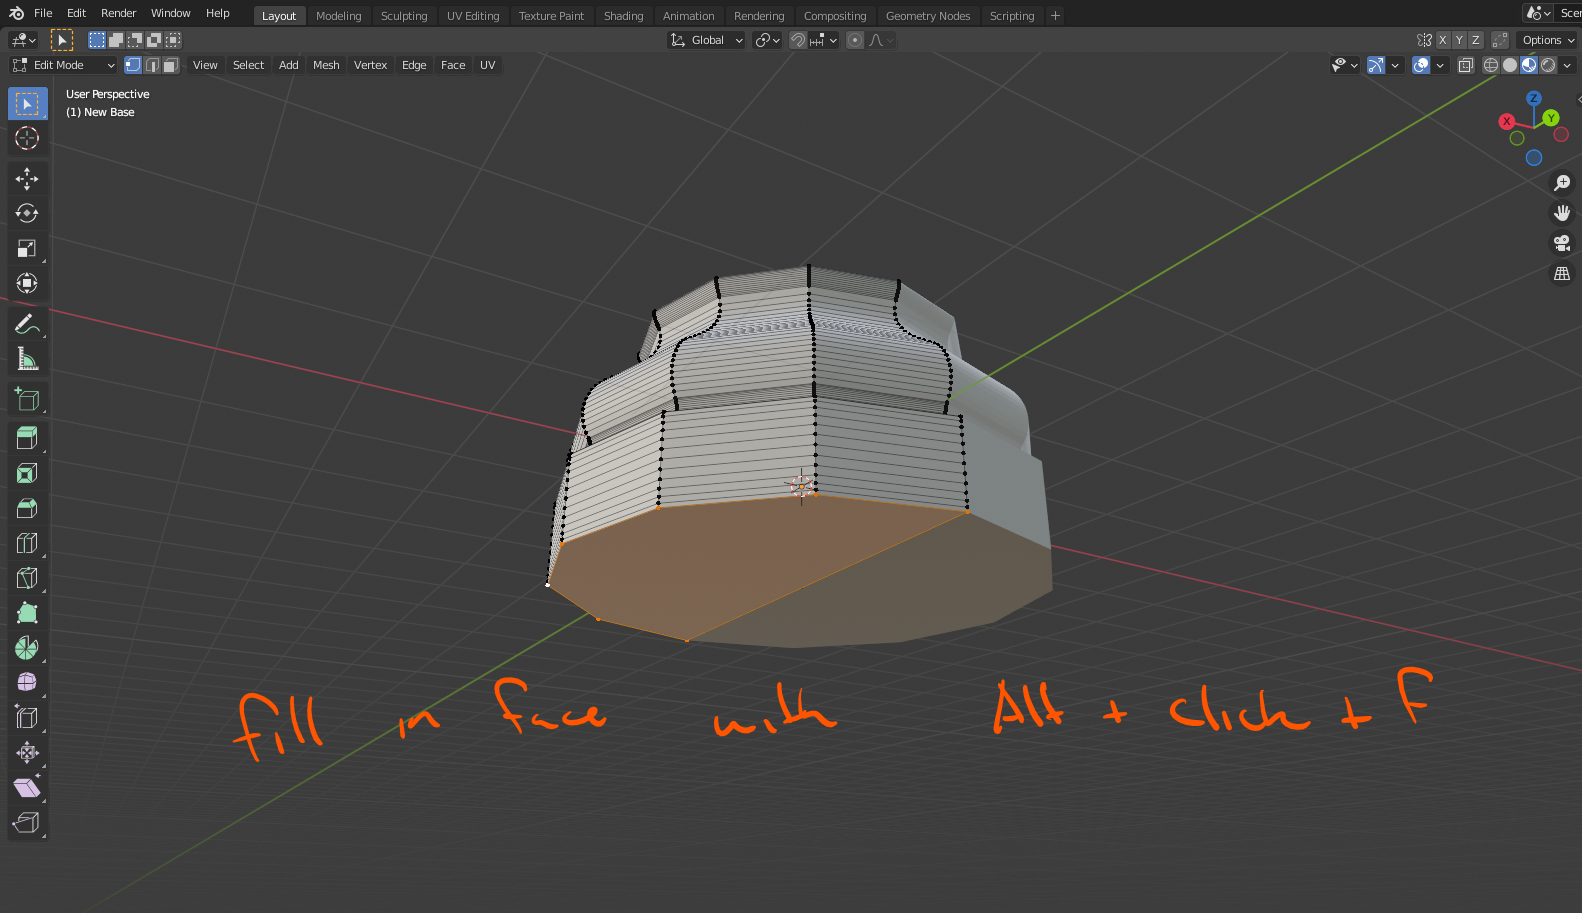 File Edit Render Window Help Layout Modeling Sculpting UV Editing Texture Paint Shading Animation Rendering Compositing Geometry Nodes Scripting + Scen
Global X Y Z Options
Edit Mode View Select Add Mesh Vertex Edge Face UV
User Perspective
(1) New Base
Z
X Y
fill in face with Alt + click + F